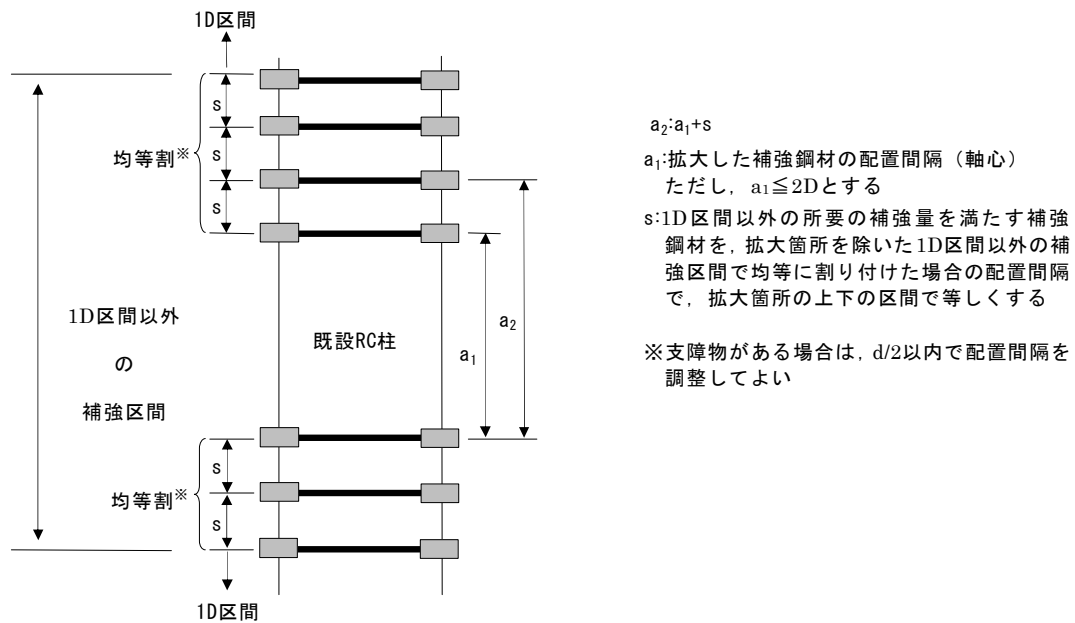 1D区間
s
s
s
均等割※
1D区間以外
の
補強区間
既設RC柱
a₁
a₂
s
s
均等割※
1D区間
a₂:a₁+s
a₁:拡大した補強鋼材の配置間隔（軸心）
ただし，a₁≦2Dとする
s:1D区間以外の所要の補強量を満たす補強
鋼材を，拡大箇所を除いた1D区間以外の補
強区間で均等に割り付けた場合の配置間隔
で，拡大箇所の上下の区間で等しくする
※支障物がある場合は，d/2以内で配置間隔を
調整してよい